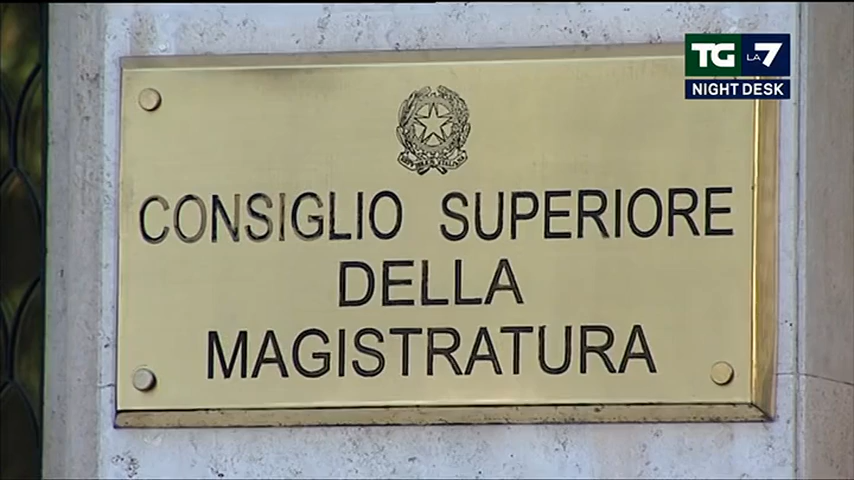 TG LA 7
NIGHT DESK
CONSIGLIO SUPERIORE
DELLA
MAGISTRATURA